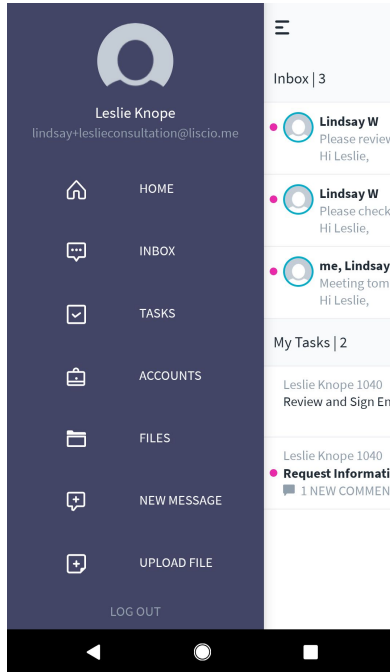 Leslie Knope
lindsay+leslieconsultation@liscio.me
HOME
INBOX
TASKS
ACCOUNTS
FILES
NEW MESSAGE
UPLOAD FILE
LOG OUT
Inbox | 3
Lindsay W
Please review
Hi Leslie,
Lindsay W
Please check
Hi Leslie,
me, Lindsay
Meeting tom
Hi Leslie,
My Tasks | 2
Leslie Knope 1040
Review and Sign En
Leslie Knope 1040
Request Informati
1 NEW COMMEN